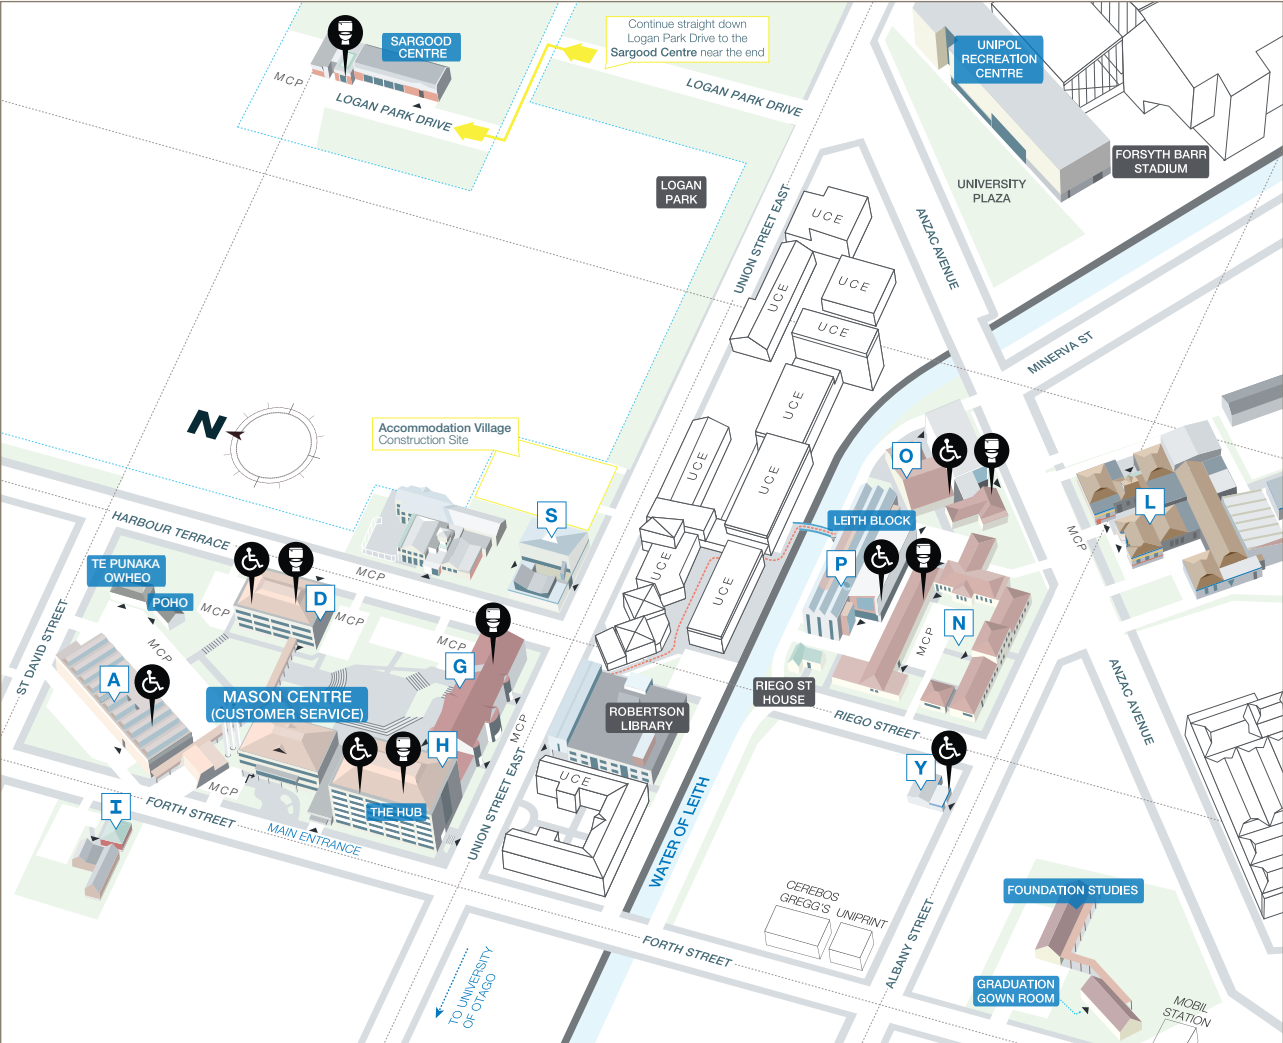 SARGOOD
CENTRE
MCP
LOGAN PARK DRIVE
Continue straight down
Logan Park Drive to the
Sargood Centre near the end
LOGAN PARK DRIVE
UNIPOL
RECREATION
CENTRE
FORSYTH BARR
STADIUM
UNIVERSITY
PLAZA
LOGAN
PARK
UNION STREET EAST
ANZAC AVENUE
UCE
UCE
UCE
UCE
UCE
UCE
UCE
UCE
UCE
MINERVA ST
N
Accommodation Village
Construction Site
S
O
L
LEITH BLOCK
P
N
MCP
MCP
HARBOUR TERRACE
MCP
TE PUNAKA
OWHEO
POHO
MCP
D
MCP
MCP
MCP
ST DAVID STREET
A
G
MASON CENTRE
(CUSTOMER SERVICE)
H
MCP
THE HUB
MCP
I
FORTH STREET
MAIN ENTRANCE
UNION STREET EAST
ROBERTSON
LIBRARY
UCE
RIEGO ST
HOUSE
RIEGO STREET
Y
ANZAC AVENUE
WATER OF LEITH
CEREBOS
GREGG'S
UNIPRINT
FORTH STREET
ALBANY STREET
TO UNIVERSITY
OF OTAGO
FOUNDATION STUDIES
GRADUATION
GOWN ROOM
MOBIL
STATION